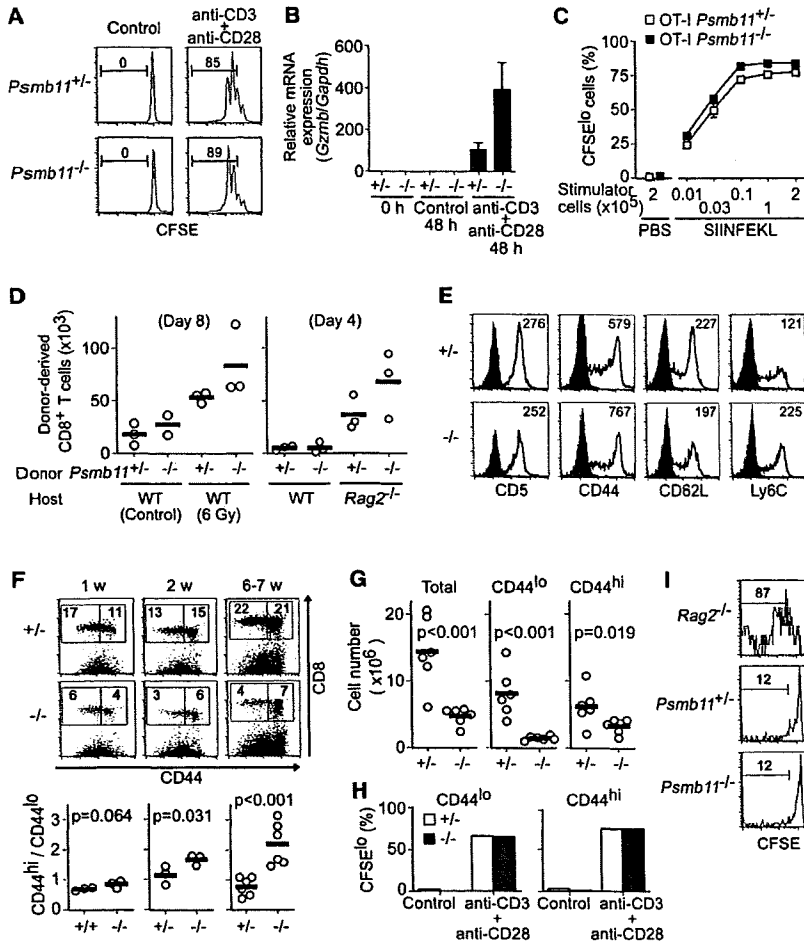 A
Control
anti-CD3
+
anti-CD28
Psmb11+/-
0
85
Psmb11-/-
0
89
CFSE
B
Relative mRNA
expression
(Gzmb/Gapdh)
600
400
200
0
+/- -/- +/- -/- +/- -/-
0 h
Control
48 h
anti-CD3
+
anti-CD28
48 h
C
OT-I Psmb11+/-
OT-I Psmb11-/-
CFSElo cells (%)
100
75
50
25
0
Stimulator
cells (x10^5)
2 0.01 0.1 2
0.03 1
PBS SIINFEKL
D
Donor-derived
CD8+ T cells (x10^3)
(Day 8)
(Day 4)
100
50
0
Donor Psmb11 +/- -/- +/- -/- +/- -/- +/- -/-
Host
WT
(Control)
WT
(6 Gy)
WT
Rag2-/-
E
+/-
276 579 227 121
-/-
252 767 197 225
CD5 CD44 CD62L Ly6C
F
1 w 2 w 6-7 w
+/-
17 11 13 15 22 21
-/-
6 4 3 6 4 7
CD8
CD44
CD44hi / CD44lo
3
2
1
0
p=0.064 p=0.031 p<0.001
+/+ -/- +/- -/- +/- -/-
G
Total CD44lo CD44hi
Cell number
(x10^6)
20
10
0
p<0.001 p<0.001 p=0.019
+/- -/- +/- -/- +/- -/-
H
CD44lo CD44hi
CFSElo (%)
100
50
0
+/-
-/-
Control anti-CD3
+
anti-CD28
Control anti-CD3
+
anti-CD28
I
Rag2-/-
87
Psmb11+/-
12
Psmb11-/-
12
CFSE